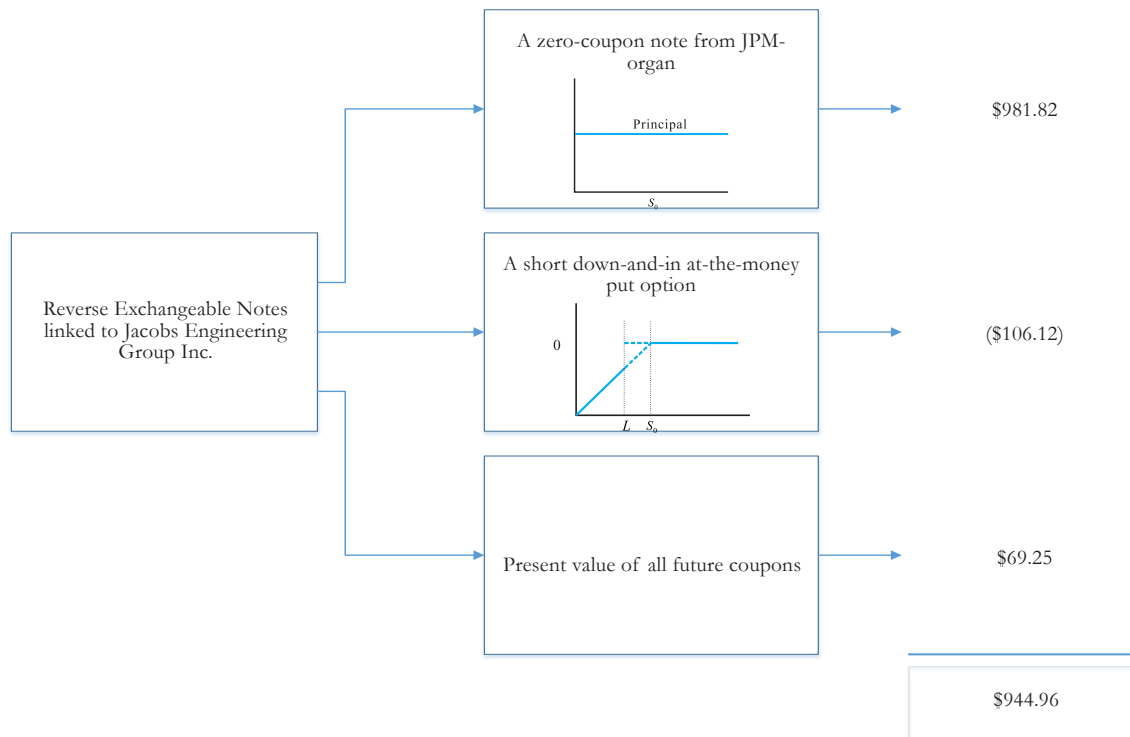 A zero-coupon note from JPM-
organ
Principal
S₀
$981.82
Reverse Exchangeable Notes
linked to Jacobs Engineering
Group Inc.
A short down-and-in at-the-money
put option
0
L S₀
($106.12)
Present value of all future coupons
$69.25
$944.96